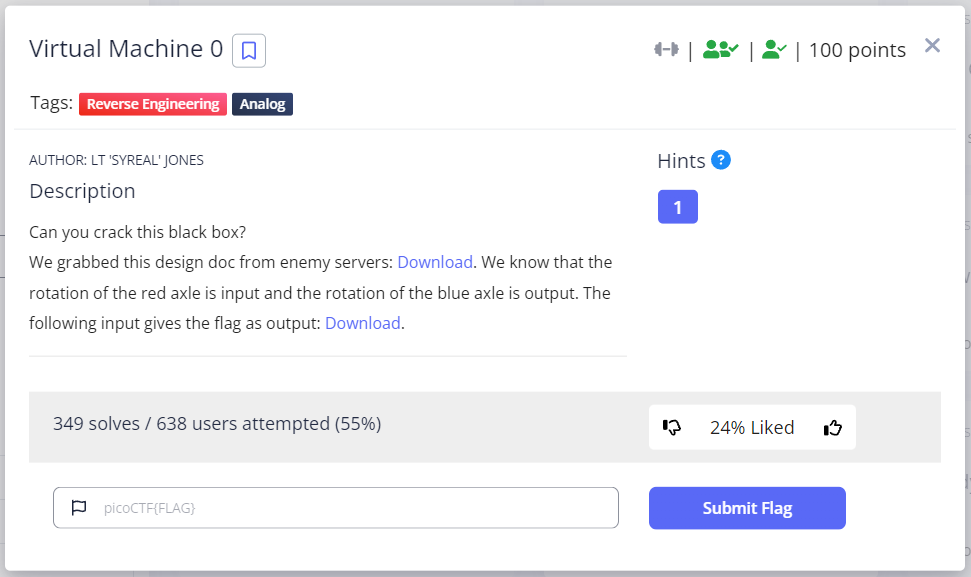 Virtual Machine 0
| | | 100 points
Tags: Reverse Engineering Analog
AUTHOR: LT 'SYREAL' JONES
Description
Can you crack this black box?
We grabbed this design doc from enemy servers: Download. We know that the
rotation of the red axle is input and the rotation of the blue axle is output. The
following input gives the flag as output: Download.
Hints ?
1
349 solves / 638 users attempted (55%)
24% Liked
picoCTF{FLAG}
Submit Flag